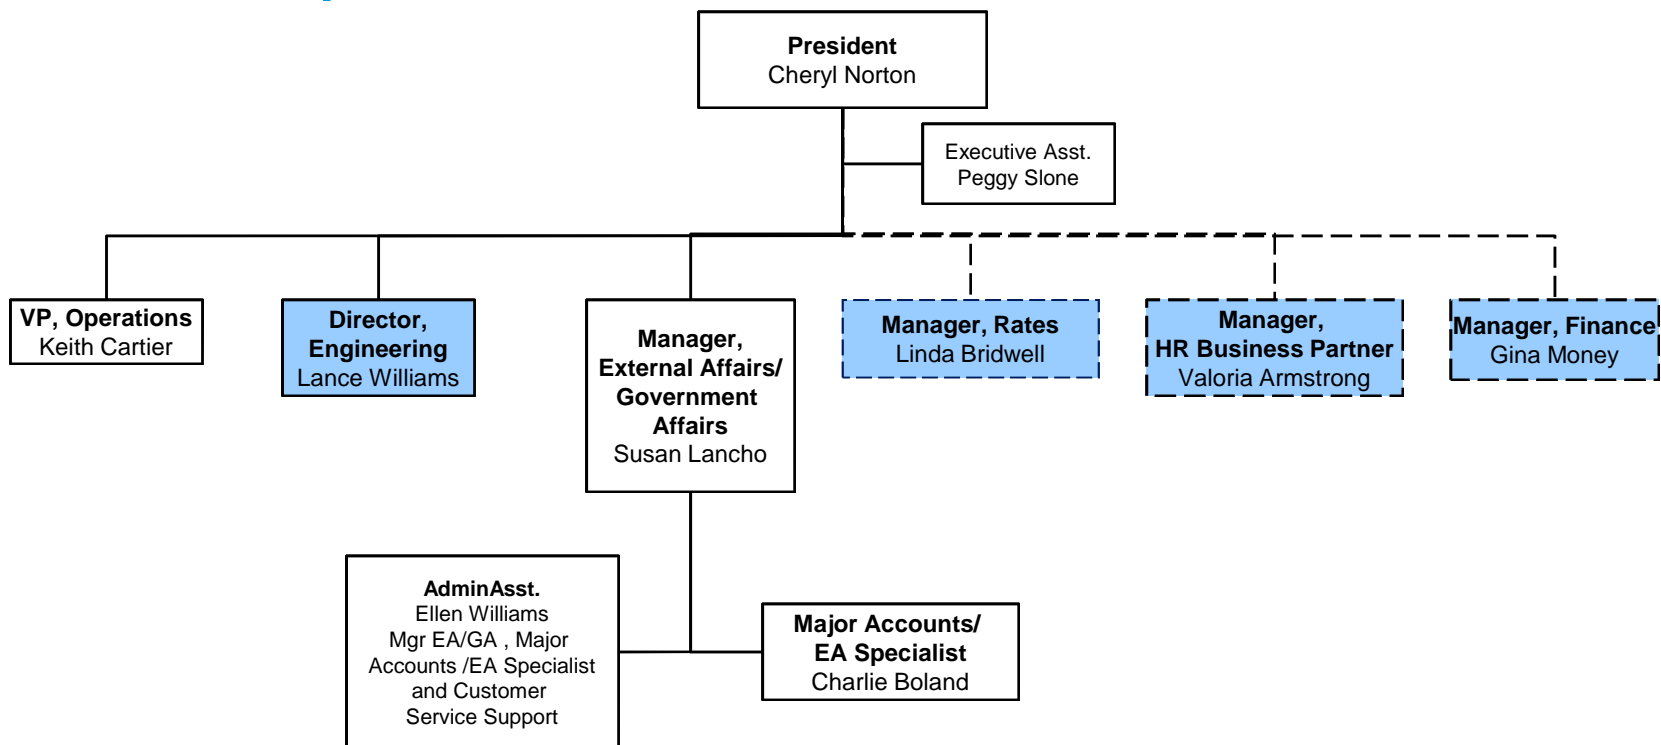 President
Cheryl Norton
Executive Asst.
Peggy Slone
VP, Operations
Keith Cartier
Director,
Engineering
Lance Williams
Manager,
External Affairs/
Government
Affairs
Susan Lancho
Manager, Rates
Linda Bridwell
Manager,
HR Business Partner
Valoria Armstrong
Manager, Finance
Gina Money
AdminAsst.
Ellen Williams
Mgr EA/GA , Major
Accounts /EA Specialist
and Customer
Service Support
Major Accounts/
EA Specialist
Charlie Boland